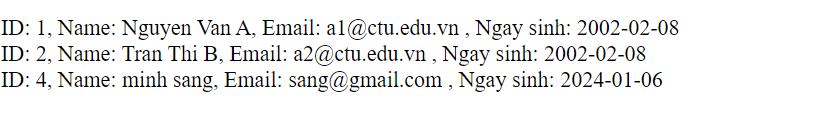 ID: 1, Name: Nguyen Van A, Email: a1@ctu.edu.vn , Ngay sinh: 2002-02-08
ID: 2, Name: Tran Thi B, Email: a2@ctu.edu.vn , Ngay sinh: 2002-02-08
ID: 4, Name: minh sang, Email: sang@gmail.com , Ngay sinh: 2024-01-06